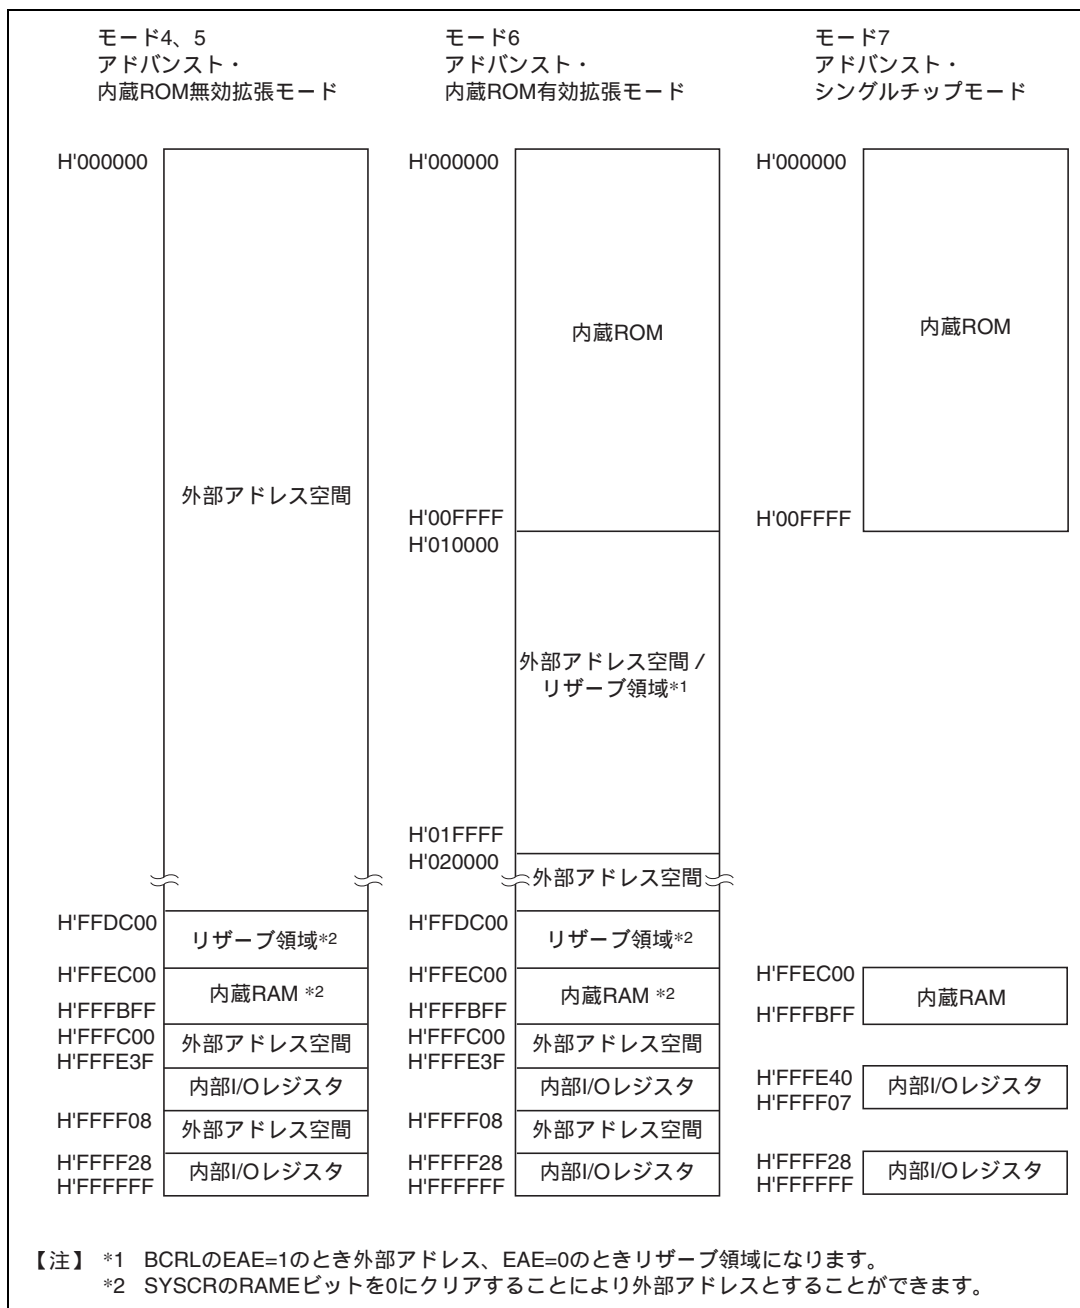 モード4、5
アドバンスト・
内蔵ROM無効拡張モード
H'000000
外部アドレス空間
H'FFDC00
リザーブ領域*2
H'FFEC00
内蔵RAM *2
H'FFFBFF
H'FFFC00
外部アドレス空間
H'FFFE3F
内部I/Oレジスタ
H'FFFF08
外部アドレス空間
H'FFFF28
内部I/Oレジスタ
H'FFFFFF
モード6
アドバンスト・
内蔵ROM有効拡張モード
H'000000
内蔵ROM
H'00FFFF
H'010000
外部アドレス空間 /
リザーブ領域*1
H'01FFFF
H'020000
外部アドレス空間
H'FFDC00
リザーブ領域*2
H'FFEC00
内蔵RAM *2
H'FFFBFF
H'FFFC00
外部アドレス空間
H'FFFE3F
内部I/Oレジスタ
H'FFFF08
外部アドレス空間
H'FFFF28
内部I/Oレジスタ
H'FFFFFF
モード7
アドバンスト・
シングルチップモード
H'000000
内蔵ROM
H'00FFFF
H'FFEC00
内蔵RAM
H'FFFBFF
H'FFFE40
内部I/Oレジスタ
H'FFFF07
H'FFFF28
内部I/Oレジスタ
H'FFFFFF
【注】 *1 BCRLのEAE=1のとき外部アドレス、EAE=0のときリザーブ領域になります。
*2 SYSCRのRAMEビットを0にクリアすることにより外部アドレスとすることができます。